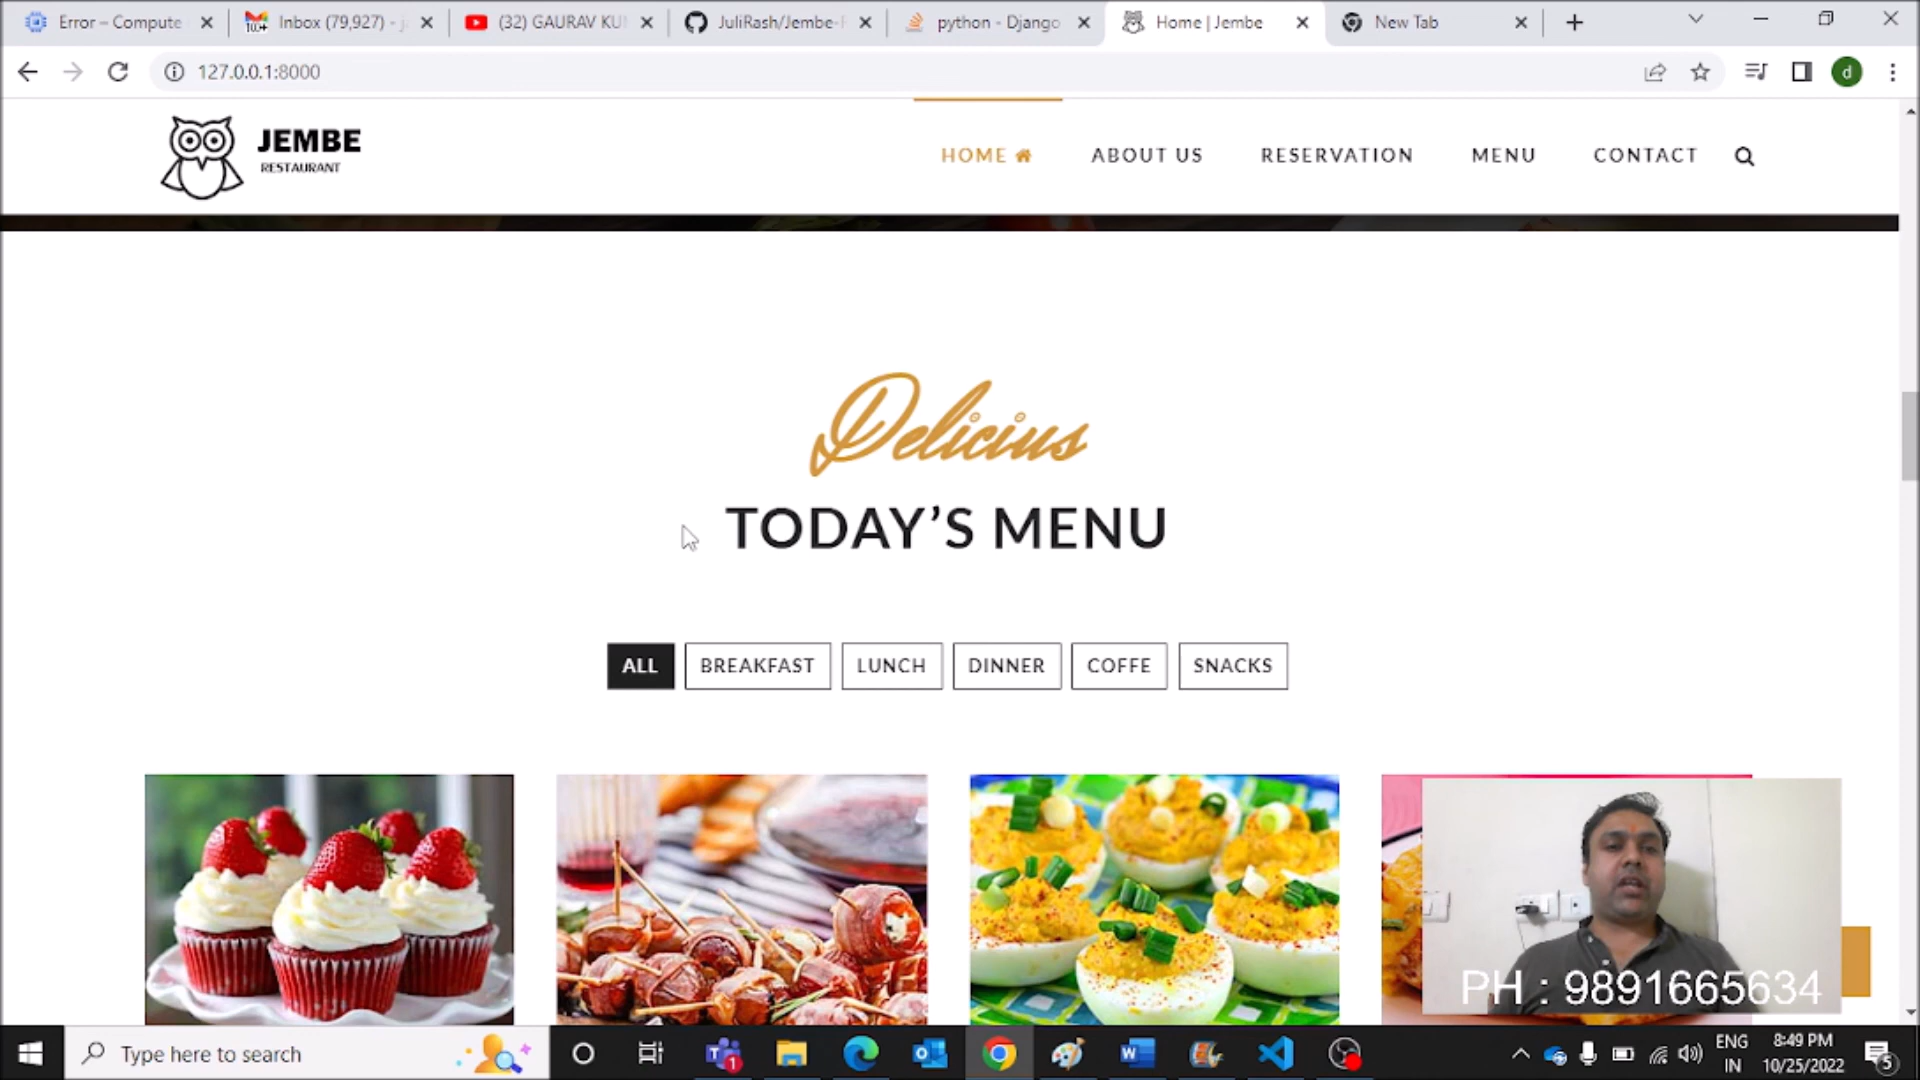 Error – Compute
Inbox (79,927) -
(32) GAURAV KU
JuliRash/Jembe-
python - Django
Home | Jembe
New Tab
127.0.0.1:8000
d
JEMBE
RESTAURANT
HOME
ABOUT US
RESERVATION
MENU
CONTACT
Delicius
TODAY’S MENU
ALL
BREAKFAST
LUNCH
DINNER
COFFE
SNACKS
PH : 9891665634
Type here to search
1
ENG
IN
8:49 PM
10/25/2022
5